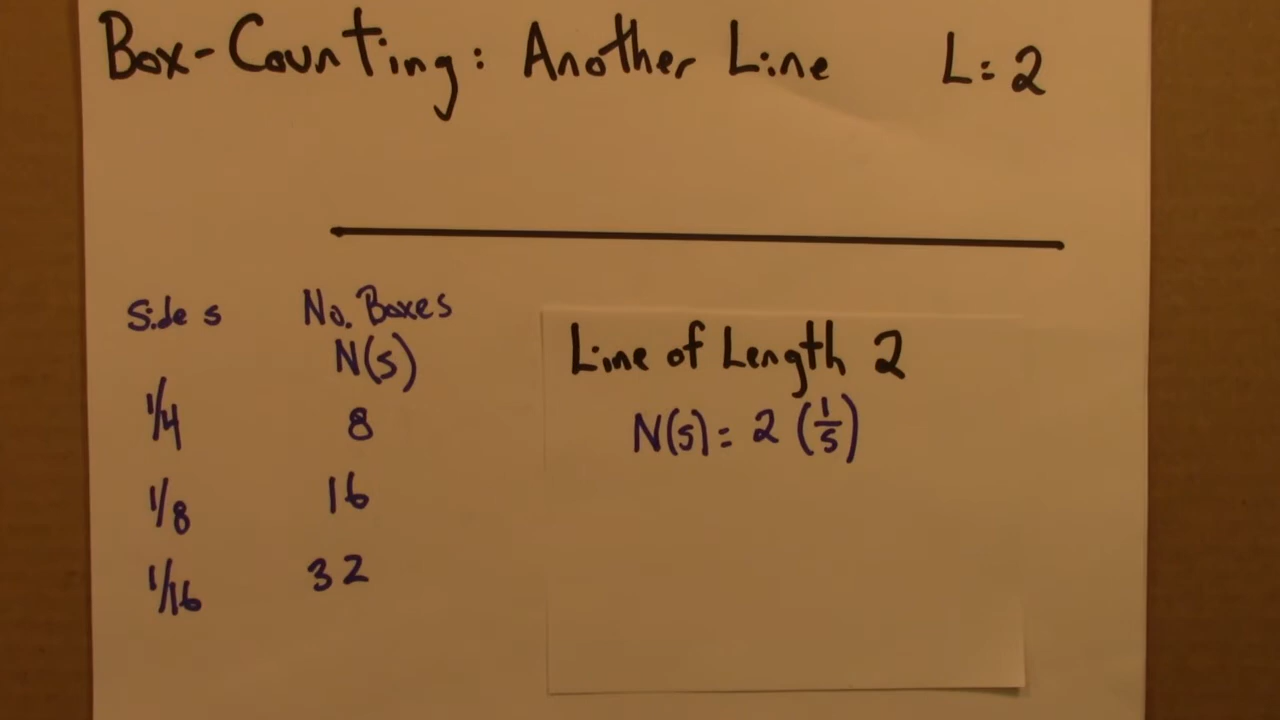 Box-Counting: Another Line L=2
Side s No. Boxes
N(s)
1/4 8
1/8 16
1/16 32
Line of Length 2
N(s) = 2 (1/s)